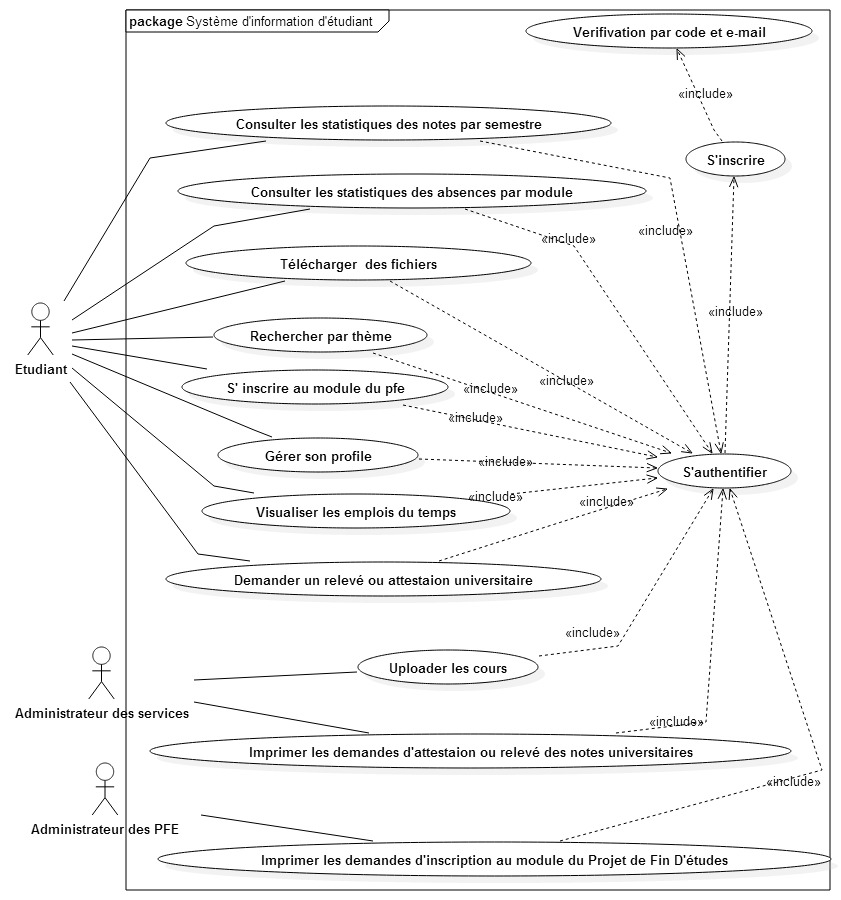 package Système d'information d'étudiant
Verifivation par code et e-mail
«include»
Consulter les statistiques des notes par semestre
S'inscrire
Consulter les statistiques des absences par module
«include»
«include»
Télécharger des fichiers
«include»
Rechercher par thème
Etudiant
«include»
«include»
S' inscrire au module du pfe
«include»
Gérer son profile
«include»
S'authentifier
«include»
«include»
Visualiser les emplois du temps
Demander un relevé ou attestaion universitaire
«include»
Uploader les cours
Administrateur des services
«include»
Imprimer les demandes d'attestaion ou relevé des notes universitaires
«include»
Administrateur des PFE
Imprimer les demandes d'inscription au module du Projet de Fin D'études